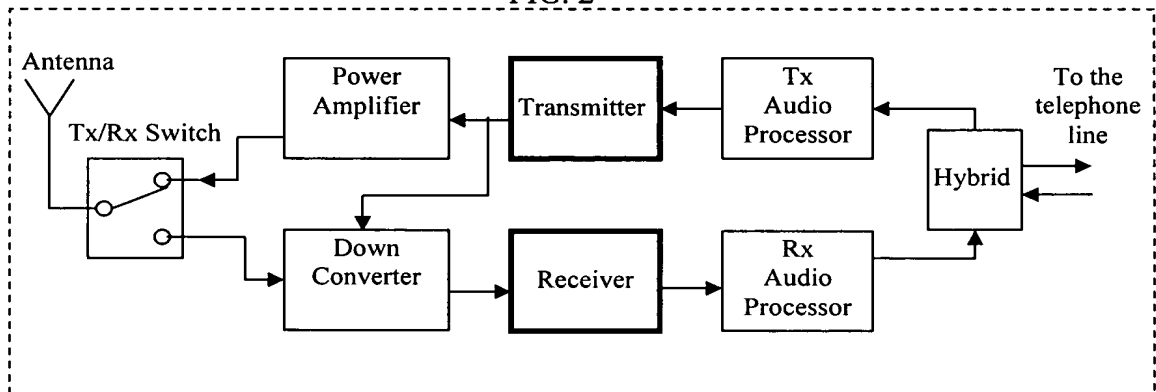 FIG. 2
Antenna
Tx/Rx Switch
Power
Amplifier
Transmitter
Tx
Audio
Processor
To the
telephone
line
Hybrid
Down
Converter
Receiver
Rx
Audio
Processor